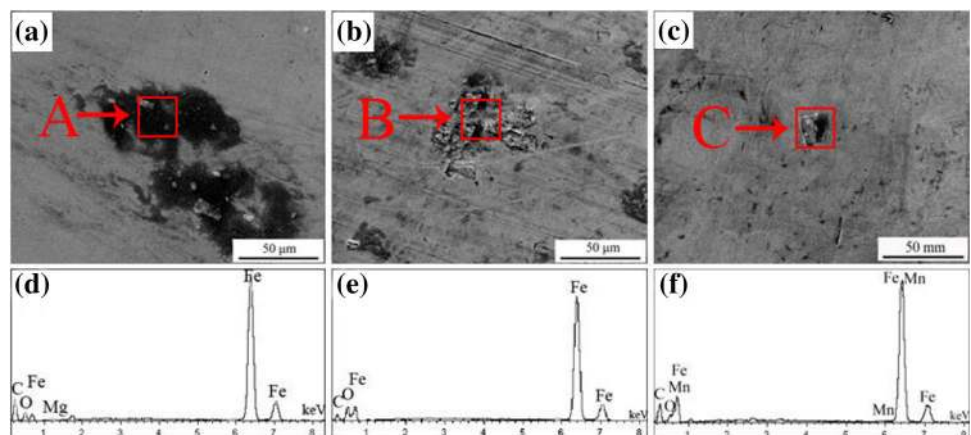 (a) (b) (c)
A B C
50 μm 50 μm 50 mm
(d) (e) (f)
Fe Fe Fe Mn
C O Fe Mg Fe keV
C O Fe Fe keV
C O Fe Mn Mn Fe keV
1 2 3 4 5 6 7 8 1 2 3 4 5 6 7 8 1 2 3 4 5 6 7 8